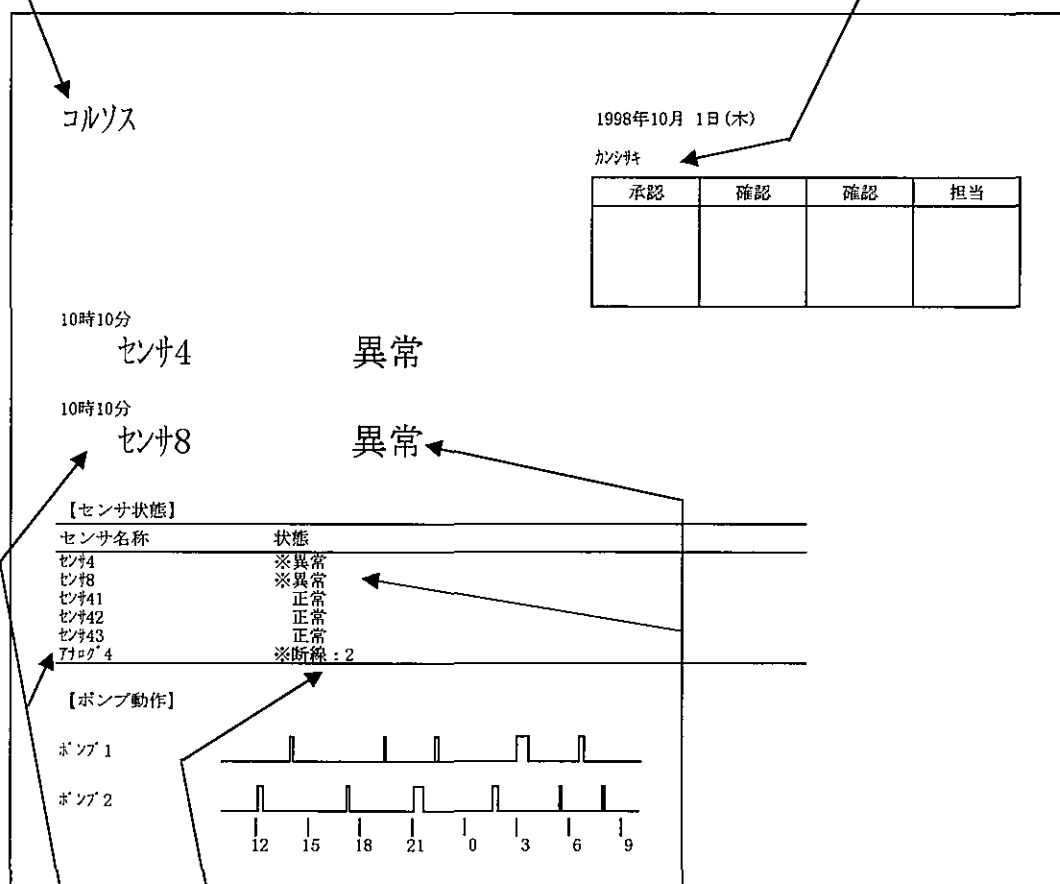 コルソス
1998年10月 1日(木)
カンシサキ
承認 確認 確認 担当
10時10分
センサ4 異常
10時10分
センサ8 異常
【センサ状態】
センサ名称 状態
センサ4 ※異常
センサ8 ※異常
センサ41 正常
センサ42 正常
センサ43 正常
アナログ4 ※断線：2
【ポンプ動作】
ポンプ1
ポンプ2
12 15 18 21 0 3 6 9